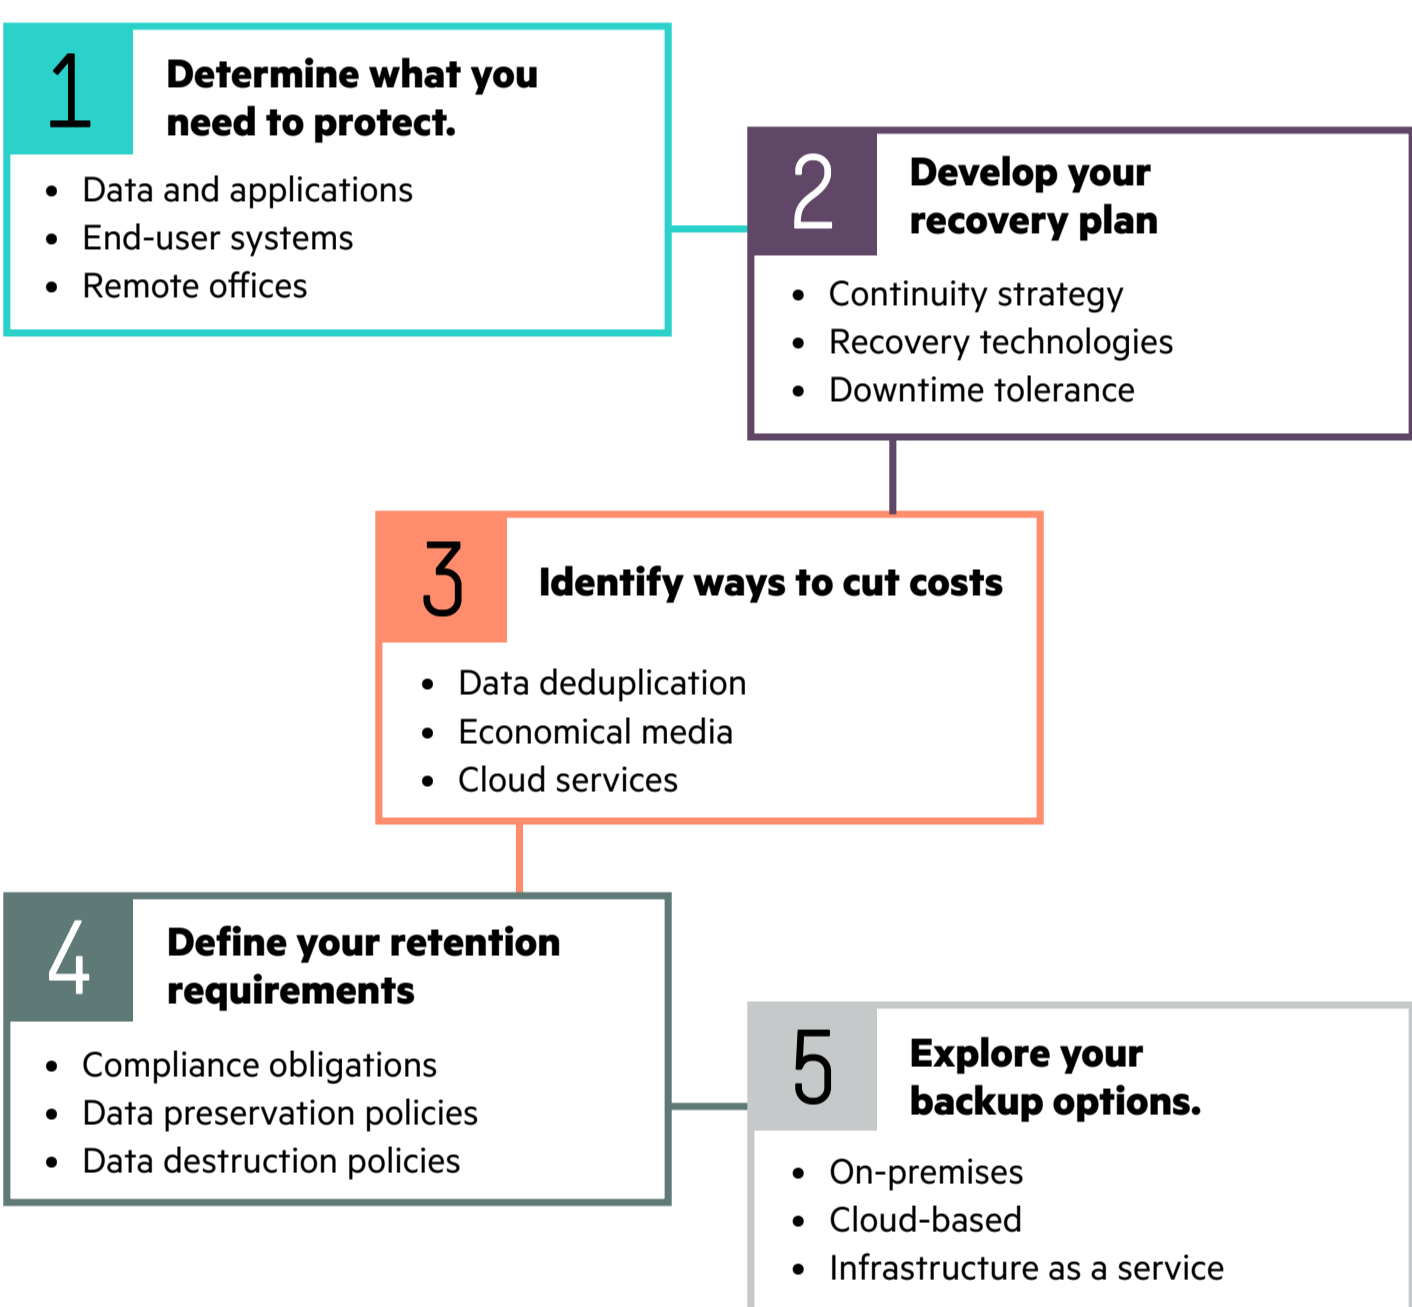 1
Determine what you
need to protect.
• Data and applications
• End-user systems
• Remote offices
2
Develop your
recovery plan
• Continuity strategy
• Recovery technologies
• Downtime tolerance
3
Identify ways to cut costs
• Data deduplication
• Economical media
• Cloud services
4
Define your retention
requirements
• Compliance obligations
• Data preservation policies
• Data destruction policies
5
Explore your
backup options.
• On-premises
• Cloud-based
• Infrastructure as a service